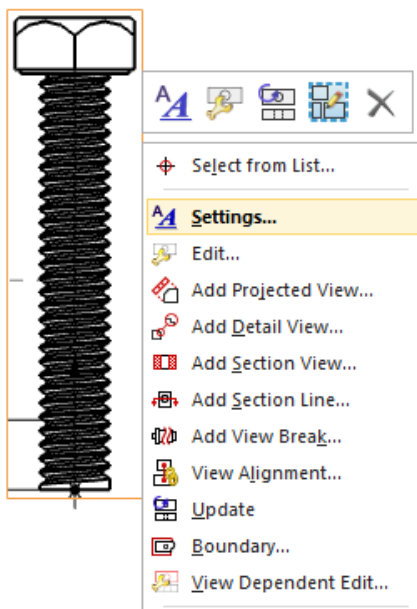 Select from List...
Settings...
Edit...
Add Projected View...
Add Detail View...
Add Section View...
Add Section Line...
Add View Break...
View Alignment...
Update
Boundary...
View Dependent Edit...